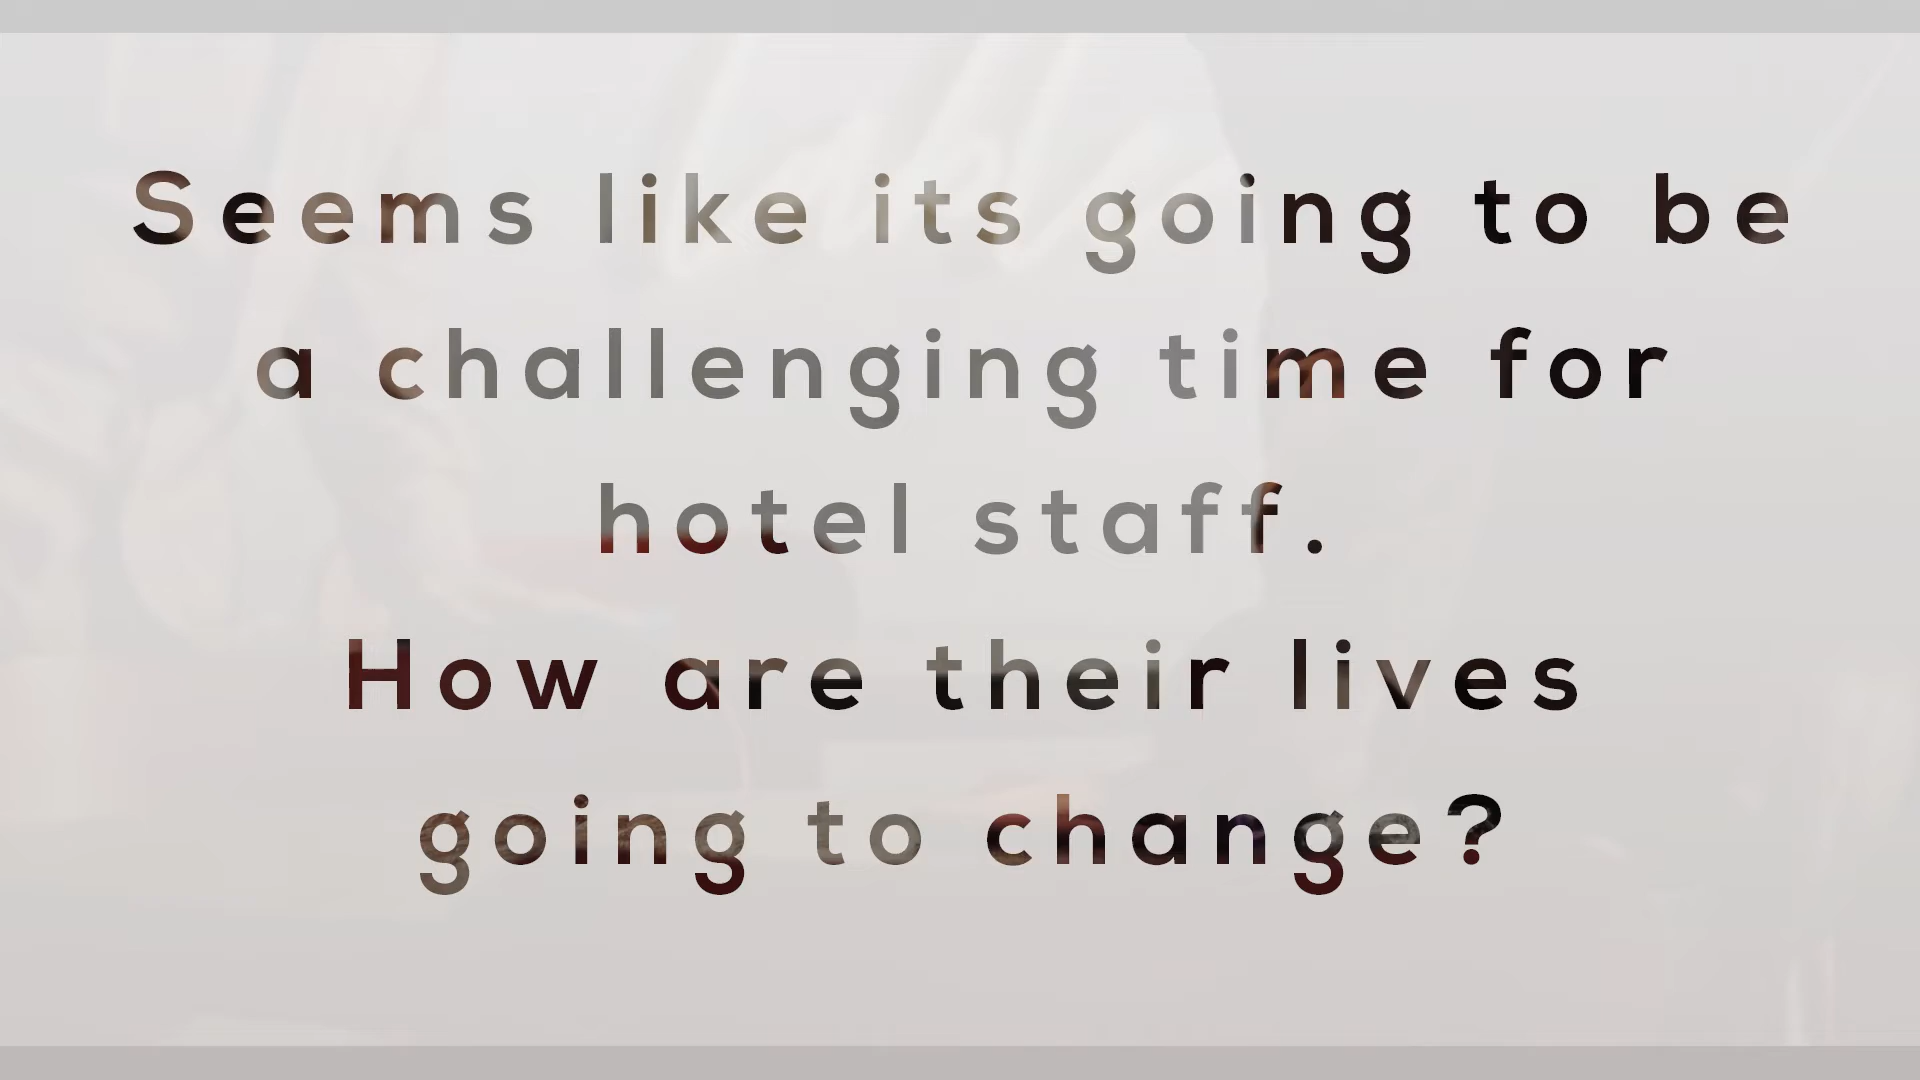 Seems like its going to be
a challenging time for
hotel staff.
How are their lives
going to change?